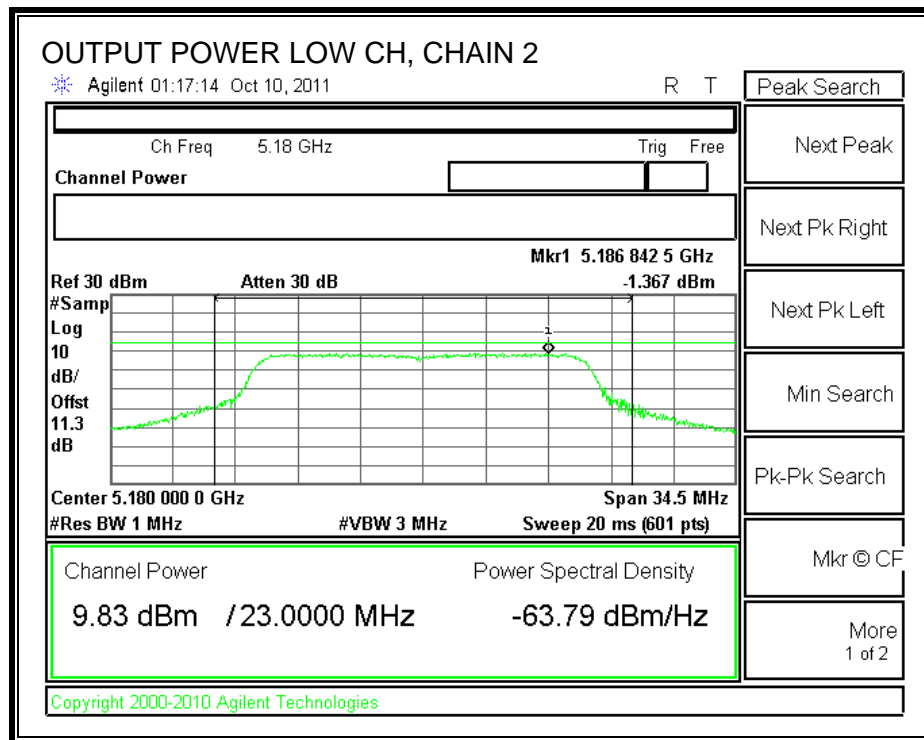 OUTPUT POWER LOW CH, CHAIN 2
Agilent 01:17:14 Oct 10, 2011 R T
Peak Search
Ch Freq 5.18 GHz Trig Free
Channel Power
Mkr1 5.186 842 5 GHz
Ref 30 dBm Atten 30 dB -1.367 dBm
#Samp
Log
10
dB/
Offst
11.3
dB
1
Center 5.180 000 0 GHz Span 34.5 MHz
#Res BW 1 MHz #VBW 3 MHz Sweep 20 ms (601 pts)
Channel Power Power Spectral Density
9.83 dBm / 23.0000 MHz -63.79 dBm/Hz
Next Peak
Next Pk Right
Next Pk Left
Min Search
Pk-Pk Search
Mkr © CF
More
1 of 2
Copyright 2000-2010 Agilent Technologies